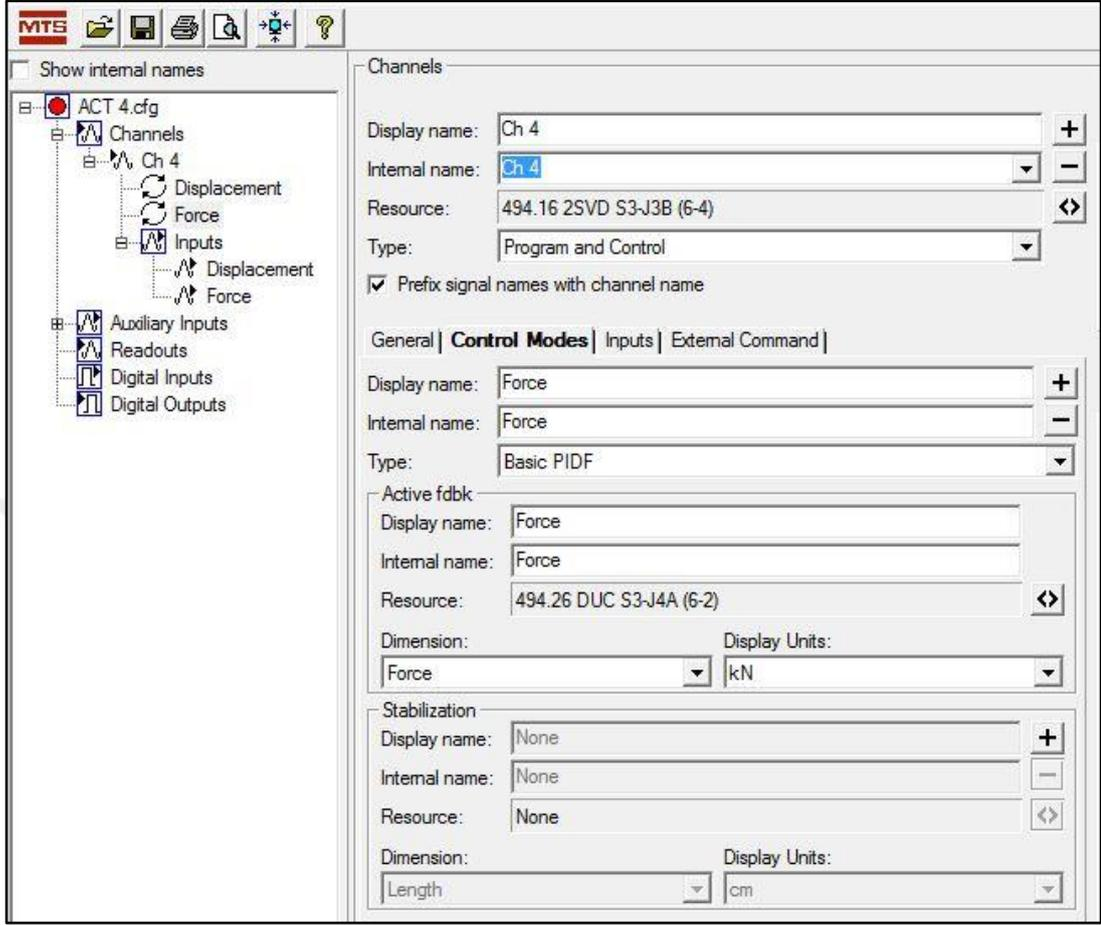 MTS
Show internal names
ACT 4.cfg
Channels
Ch 4
Displacement
Force
Inputs
Displacement
Force
Auxiliary Inputs
Readouts
Digital Inputs
Digital Outputs
Channels
Display name: Ch 4
Internal name: Ch 4
Resource: 494.16 2SVD S3-J3B (6-4)
Type: Program and Control
Prefix signal names with channel name
General Control Modes Inputs External Command
Display name: Force
Internal name: Force
Type: Basic PIDF
Active fdbk
Display name: Force
Internal name: Force
Resource: 494.26 DUC S3-J4A (6-2)
Dimension: Display Units:
Force kN
Stabilization
Display name: None
Internal name: None
Resource: None
Dimension: Display Units:
Length cm